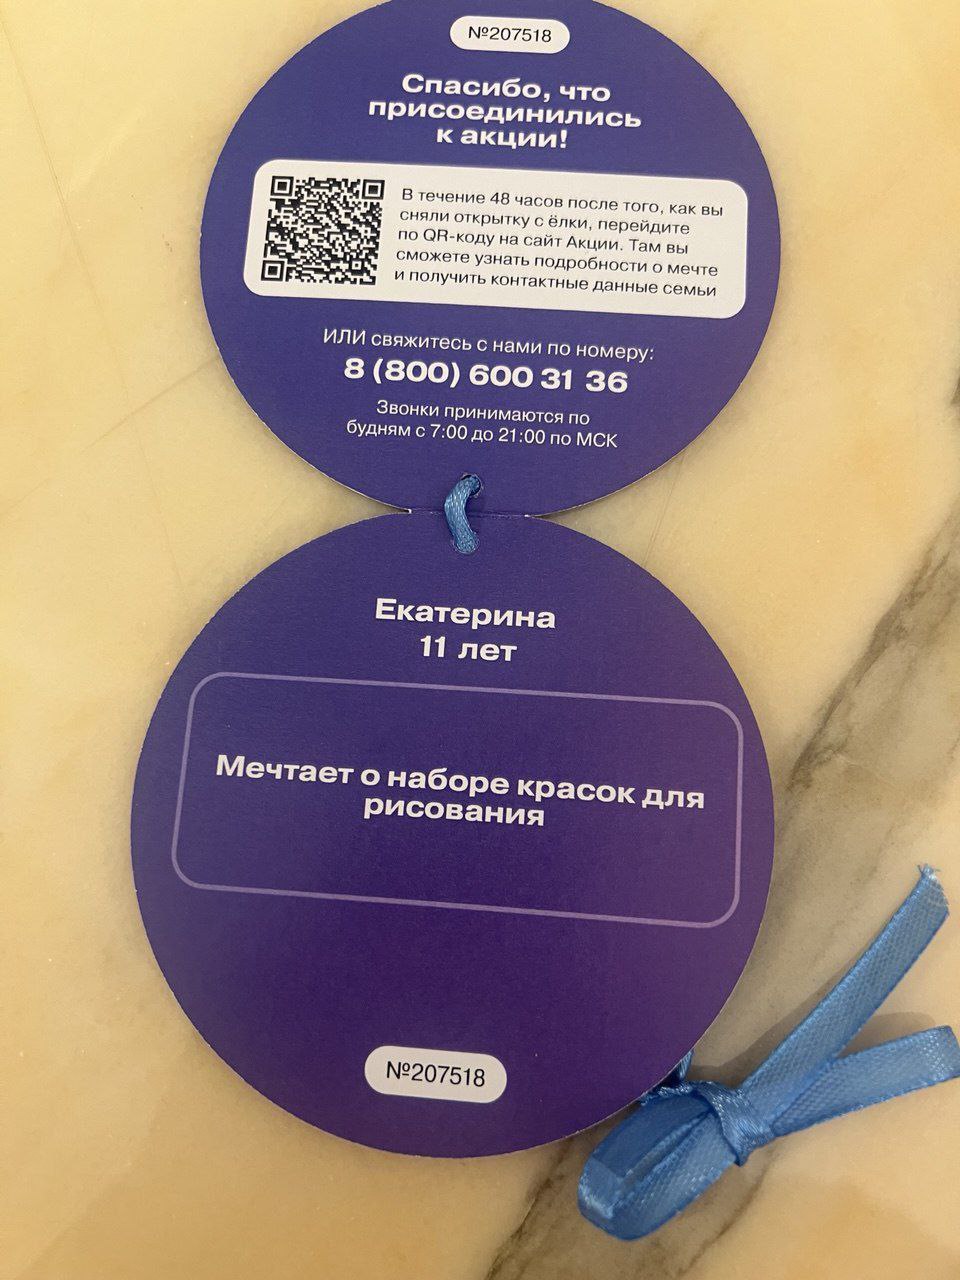 №207518
Спасибо, что
присоединились
к акции!
В течение 48 часов после того, как вы
сняли открытку с ёлки, перейдите
по QR-коду на сайт Акции. Там вы
сможете узнать подробности о мечте
и получить контактные данные семьи
ИЛИ свяжитесь с нами по номеру:
8 (800) 600 31 36
Звонки принимаются по
будням с 7:00 до 21:00 по МСК
Екатерина
11 лет
Мечтает о наборе красок для
рисования
№207518